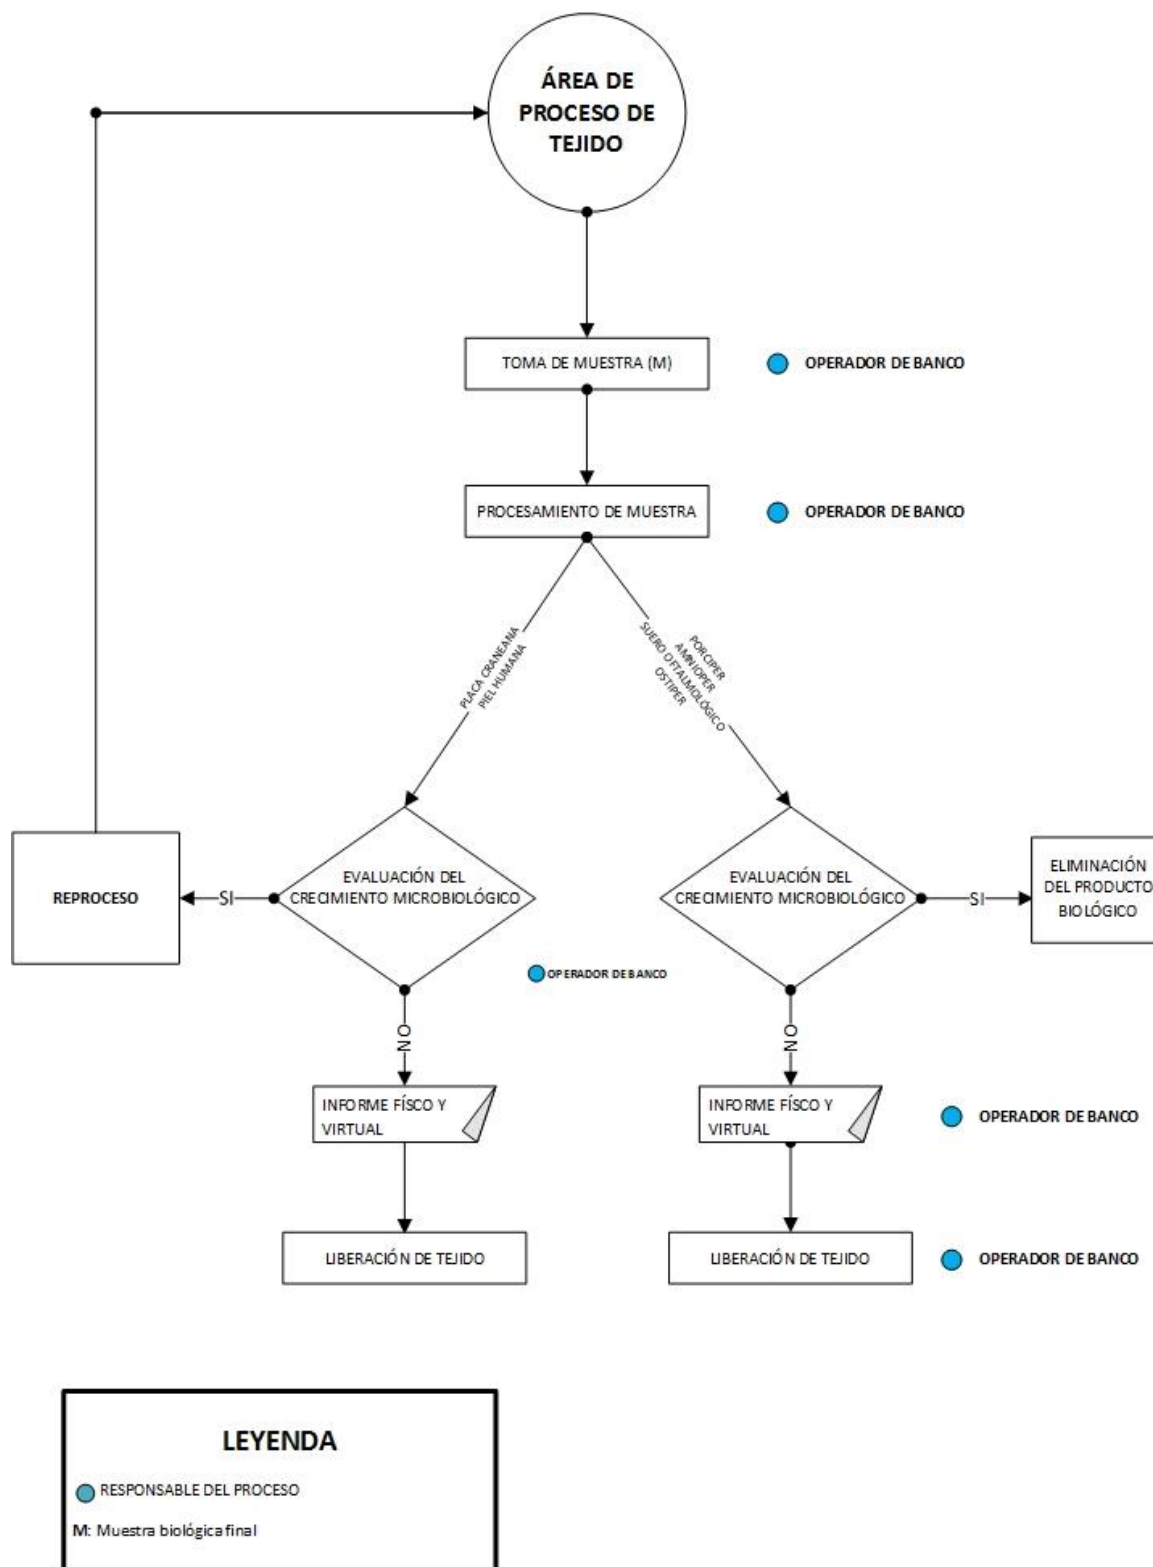 ÁREA DE
PROCESO DE
TEJIDO
TOMA DE MUESTRA (M)
OPERADOR DE BANCO
PROCESAMIENTO DE MUESTRA
OPERADOR DE BANCO
PLACA CRANEANA
PIEL HUMANA
PORCIPER
AMNIOPER
SUERO OFTALMOLÓGICO
OSTIPER
REPROCESO
SI
EVALUACIÓN DEL
CRECIMIENTO MICROBIOLÓGICO
EVALUACIÓN DEL
CRECIMIENTO MICROBIOLÓGICO
SI
ELIMINACIÓN
DEL PRODUCTO
BIOLÓGICO
OPERADOR DE BANCO
NO
NO
INFORME FÍSCO Y
VIRTUAL
INFORME FÍSCO Y
VIRTUAL
OPERADOR DE BANCO
LIBERACIÓN DE TEJIDO
LIBERACIÓN DE TEJIDO
OPERADOR DE BANCO
LEYENDA
RESPONSABLE DEL PROCESO
M: Muestra biológica final